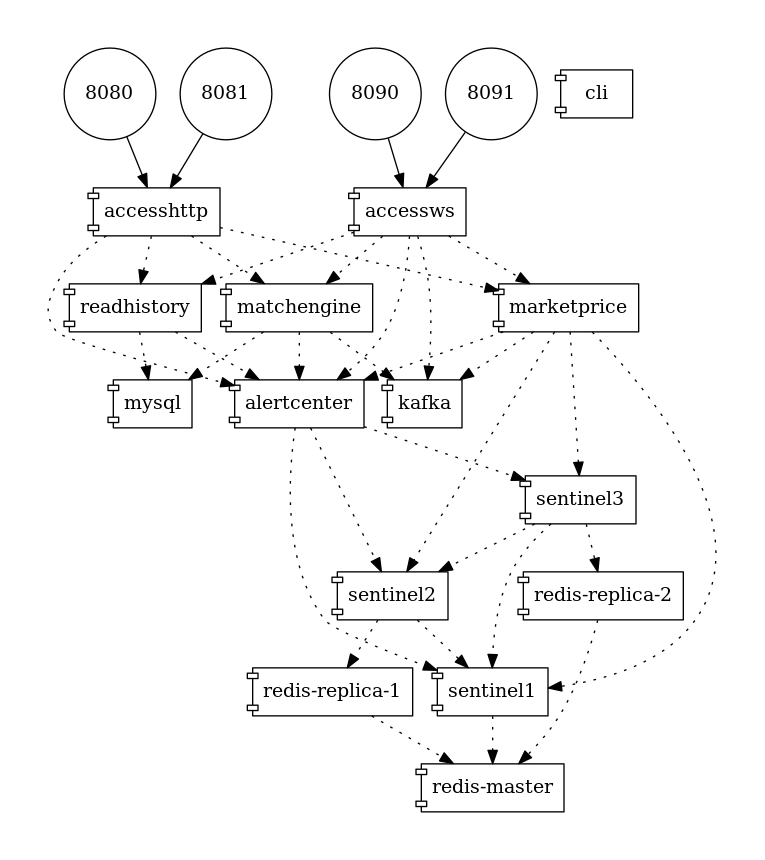 8080
8081
8090
8091
cli
accesshttp
accessws
readhistory
matchengine
marketprice
mysql
alertcenter
kafka
sentinel3
sentinel2
redis-replica-2
redis-replica-1
sentinel1
redis-master